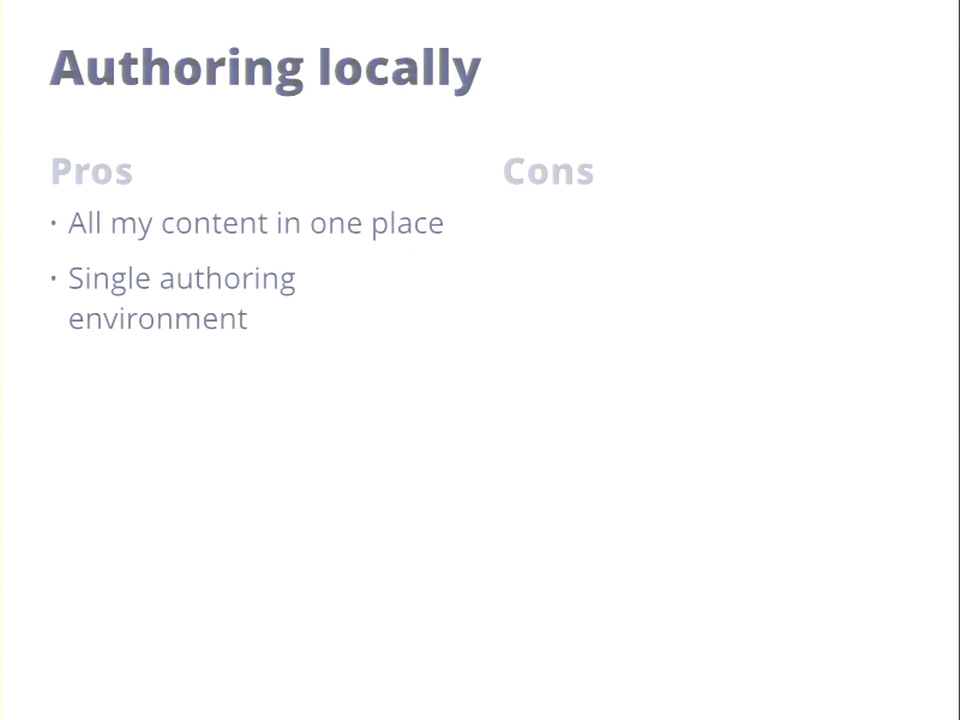 Authoring locally
Pros
· All my content in one place
· Single authoring
environment
Cons